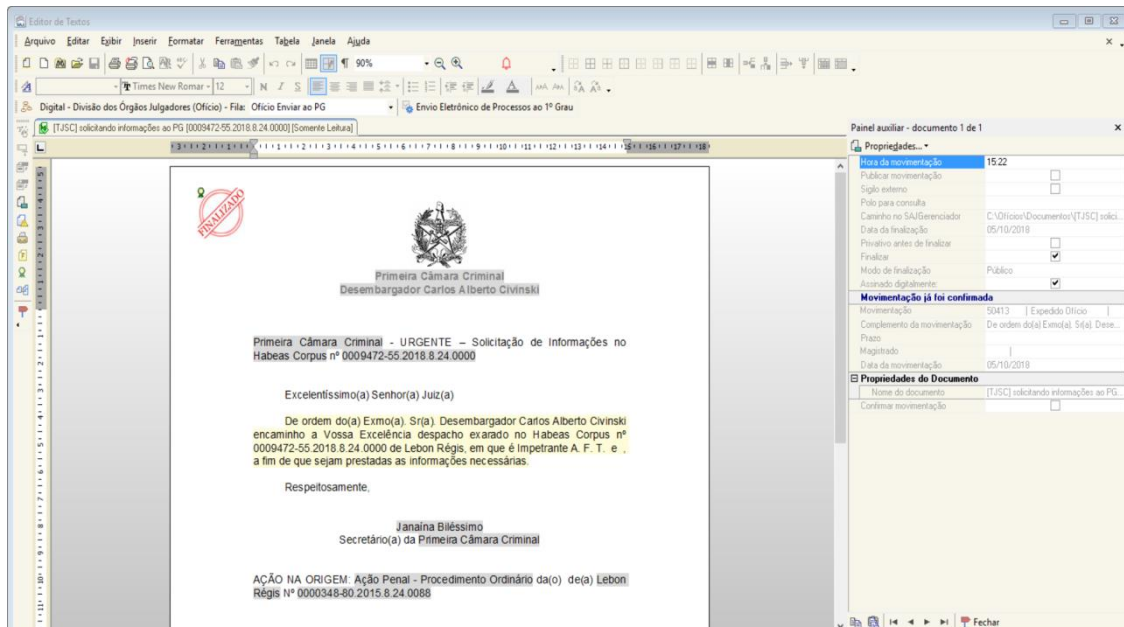 Editor de Textos
Arquivo Editar Exibir Inserir Formatar Ferramentas Tabela Janela Ajuda
90%
Times New Romar 12 N I S
Digital - Divisão dos Órgãos Julgadores (Ofício) - Fila: Ofício Enviar ao PG Envio Eletrônico de Processos ao 1º Grau
[TJSC] solicitando informações ao PG [0009472-55.2018.8.24.0000] [Somente Leitura]
FINALIZADO
Primeira Câmara Criminal
Desembargador Carlos Alberto Civinski
Primeira Câmara Criminal - URGENTE – Solicitação de Informações no
Habeas Corpus nº 0009472-55.2018.8.24.0000
Excelentíssimo(a) Senhor(a) Juiz(a)
De ordem do(a) Exmo(a). Sr(a). Desembargador Carlos Alberto Civinski
encaminho a Vossa Excelência despacho exarado no Habeas Corpus nº
0009472-55.2018.8.24.0000 de Lebon Régis, em que é Impetrante A. F. T. e ,
a fim de que sejam prestadas as informações necessárias.
Respeitosamente,
Janaína Biléssimo
Secretário(a) da Primeira Câmara Criminal
AÇÃO NA ORIGEM: Ação Penal - Procedimento Ordinário da(o) de(a) Lebon
Régis Nº 0000348-80.2015.8.24.0088
Painel auxiliar - documento 1 de 1
Propriedades...
Hora da movimentação 15:22
Publicar movimentação
Sigilo externo
Polo para consulta
Caminho no SAJGerenciador C:\Ofícios\Documentos\[TJSC] solici...
Data da finalização 05/10/2018
Privativo antes de finalizar
Finalizar
Modo de finalização Público
Assinado digitalmente:
Movimentação já foi confirmada
Movimentação 50413 | Expedido Ofício |
Complemento da movimentação De ordem do(a) Exmo(a). Sr(a). Dese...
Prazo
Magistrado |
Data da movimentação 05/10/2018
Propriedades do Documento
Nome do documento [TJSC] solicitando informações ao PG...
Confirmar movimentação
Fechar